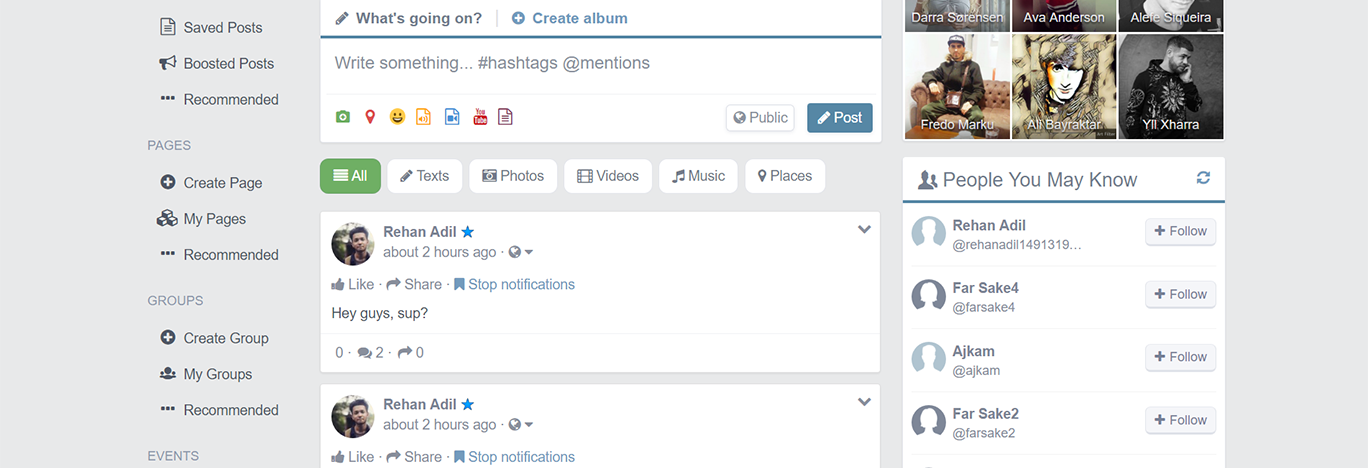 Saved Posts
Boosted Posts
Recommended
PAGES
Create Page
My Pages
Recommended
GROUPS
Create Group
My Groups
Recommended
EVENTS
What's going on?
Create album
Write something... #hashtags @mentions
You Tube
Public
Post
All
Texts
Photos
Videos
Music
Places
Rehan Adil
about 2 hours ago ·
Like · Share · Stop notifications
Hey guys, sup?
0 · 2 · 0
Rehan Adil
about 2 hours ago ·
Like · Share · Stop notifications
Darra Sørensen
Ava Anderson
Alefe Siqueira
Fredo Marku
Ali Bayraktar
Yll Xharra
People You May Know
Rehan Adil
@rehanadil1491319...
+ Follow
Far Sake4
@farsake4
+ Follow
Ajkam
@ajkam
+ Follow
Far Sake2
@farsake2
+ Follow